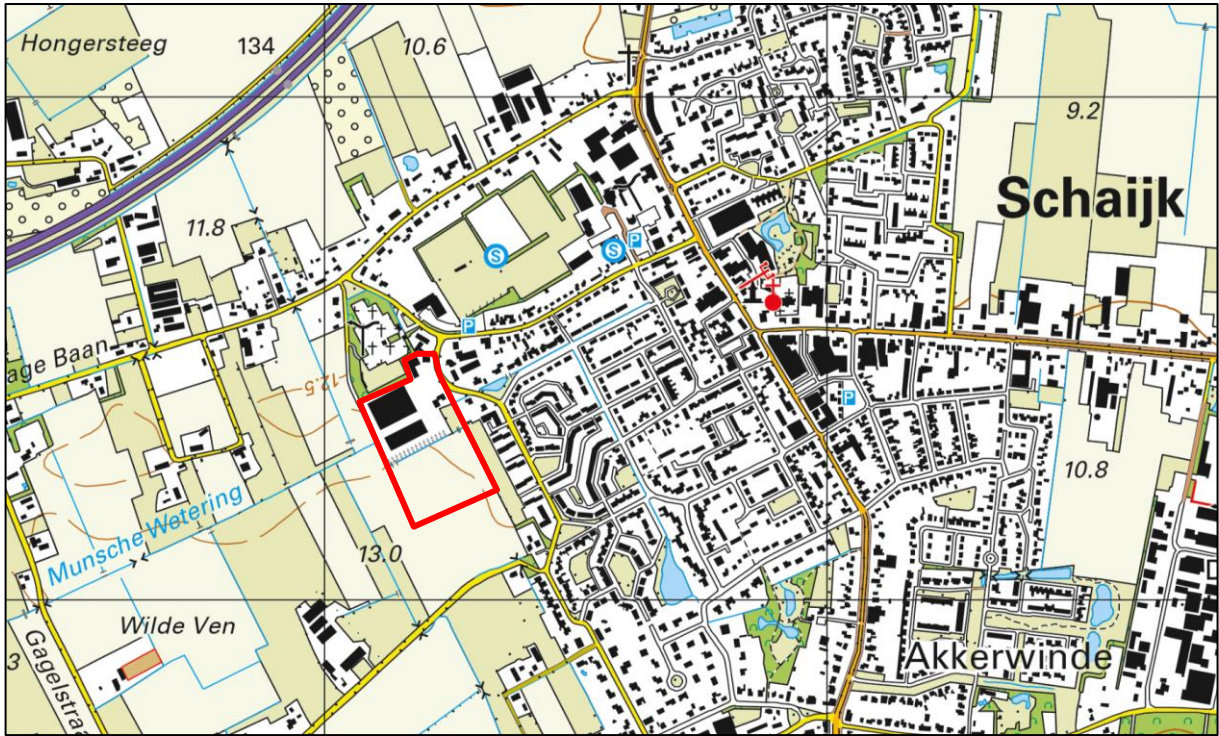 Hongersteeg
134
10.6
9.2
Schaijk
11.8
S
S
P
P
age Baan
12.5
P
10.8
Munsche Wetering
13.0
Wilde Ven
Akkerwinde
3
Gagelstra